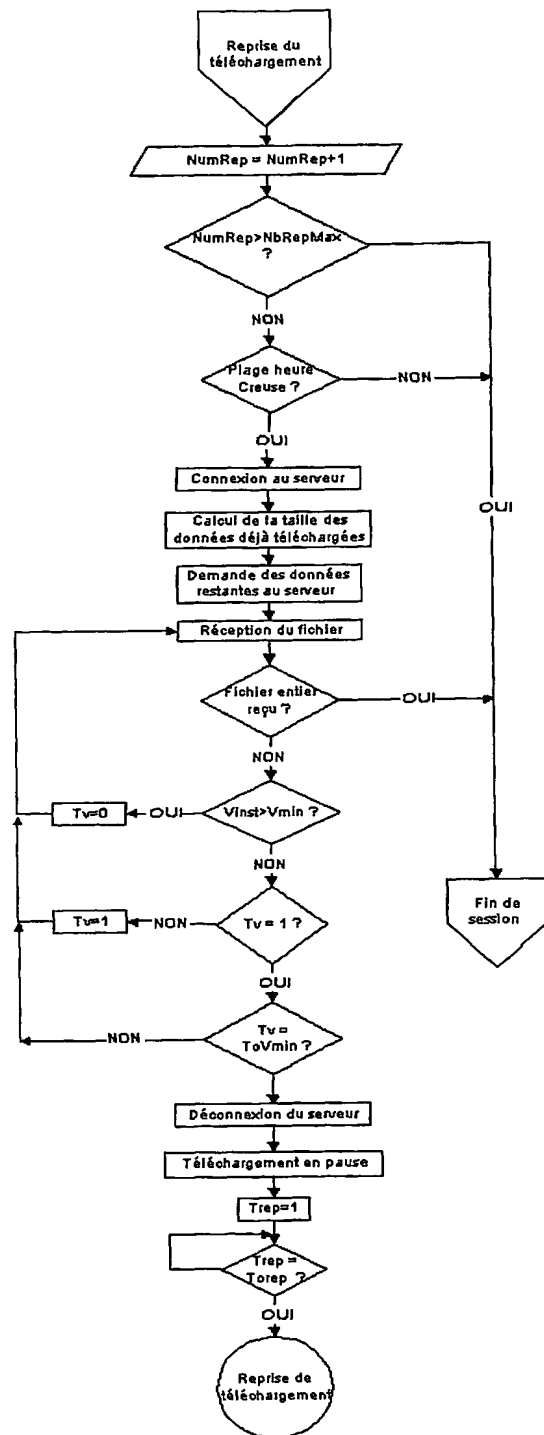 Reprise du
téléchargement
NumRep = NumRep+1
NumRep>NbRepMax
?
NON
Plage heure
Creuse ?
NON
OUI
Connexion au serveur
OUI
Calcul de la taille des
données déjà téléchargées
Demande des données
restantes au serveur
Réception du fichier
Fichier entier
reçu ?
OUI
NON
Tv=0
OUI
Vinst>Vmin ?
NON
Tv=1
NON
Tv = 1 ?
Fin de
session
OUI
NON
Tv =
ToVmin ?
Déconnexion du serveur
Téléchargement en pause
Trep=1
Trep =
Torep ?
OUI
Reprise de
téléchargement